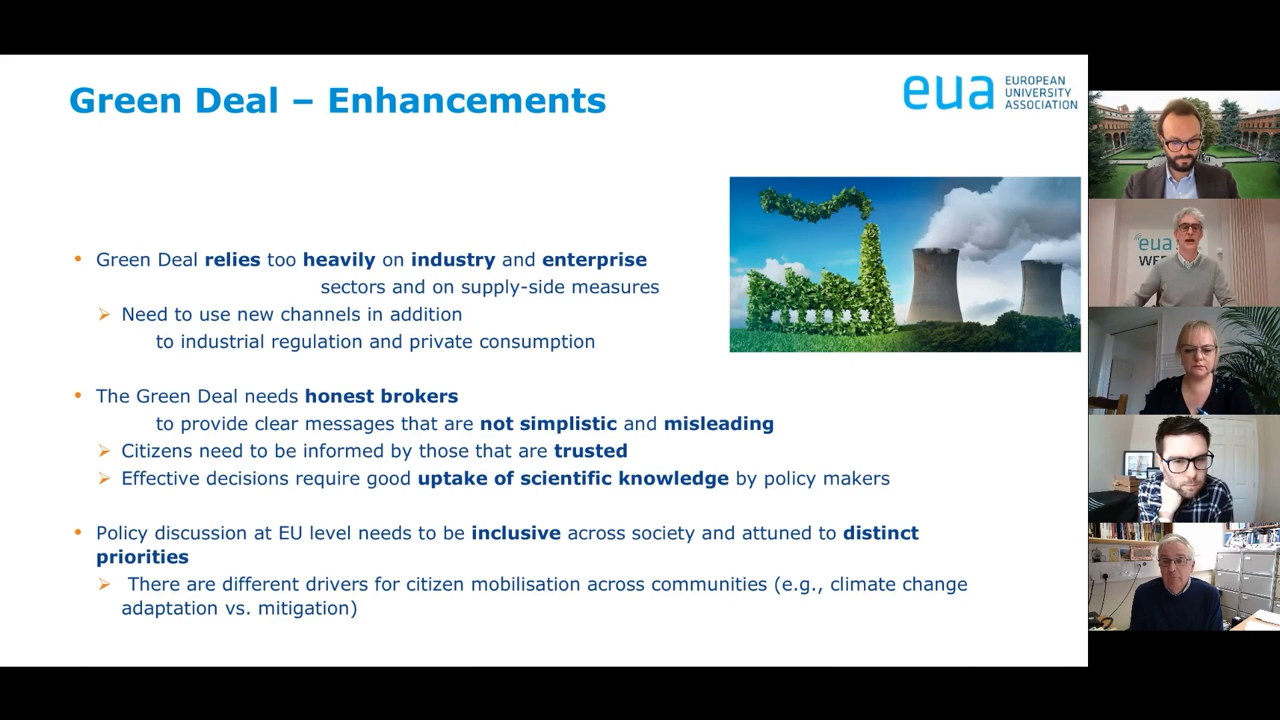 Green Deal – Enhancements
eua
EUROPEAN
UNIVERSITY
ASSOCIATION
• Green Deal relies too heavily on industry and enterprise
sectors and on supply-side measures
➢ Need to use new channels in addition
to industrial regulation and private consumption
• The Green Deal needs honest brokers
to provide clear messages that are not simplistic and misleading
➢ Citizens need to be informed by those that are trusted
➢ Effective decisions require good uptake of scientific knowledge by policy makers
• Policy discussion at EU level needs to be inclusive across society and attuned to distinct
priorities
➢ There are different drivers for citizen mobilisation across communities (e.g., climate change
adaptation vs. mitigation)
eua